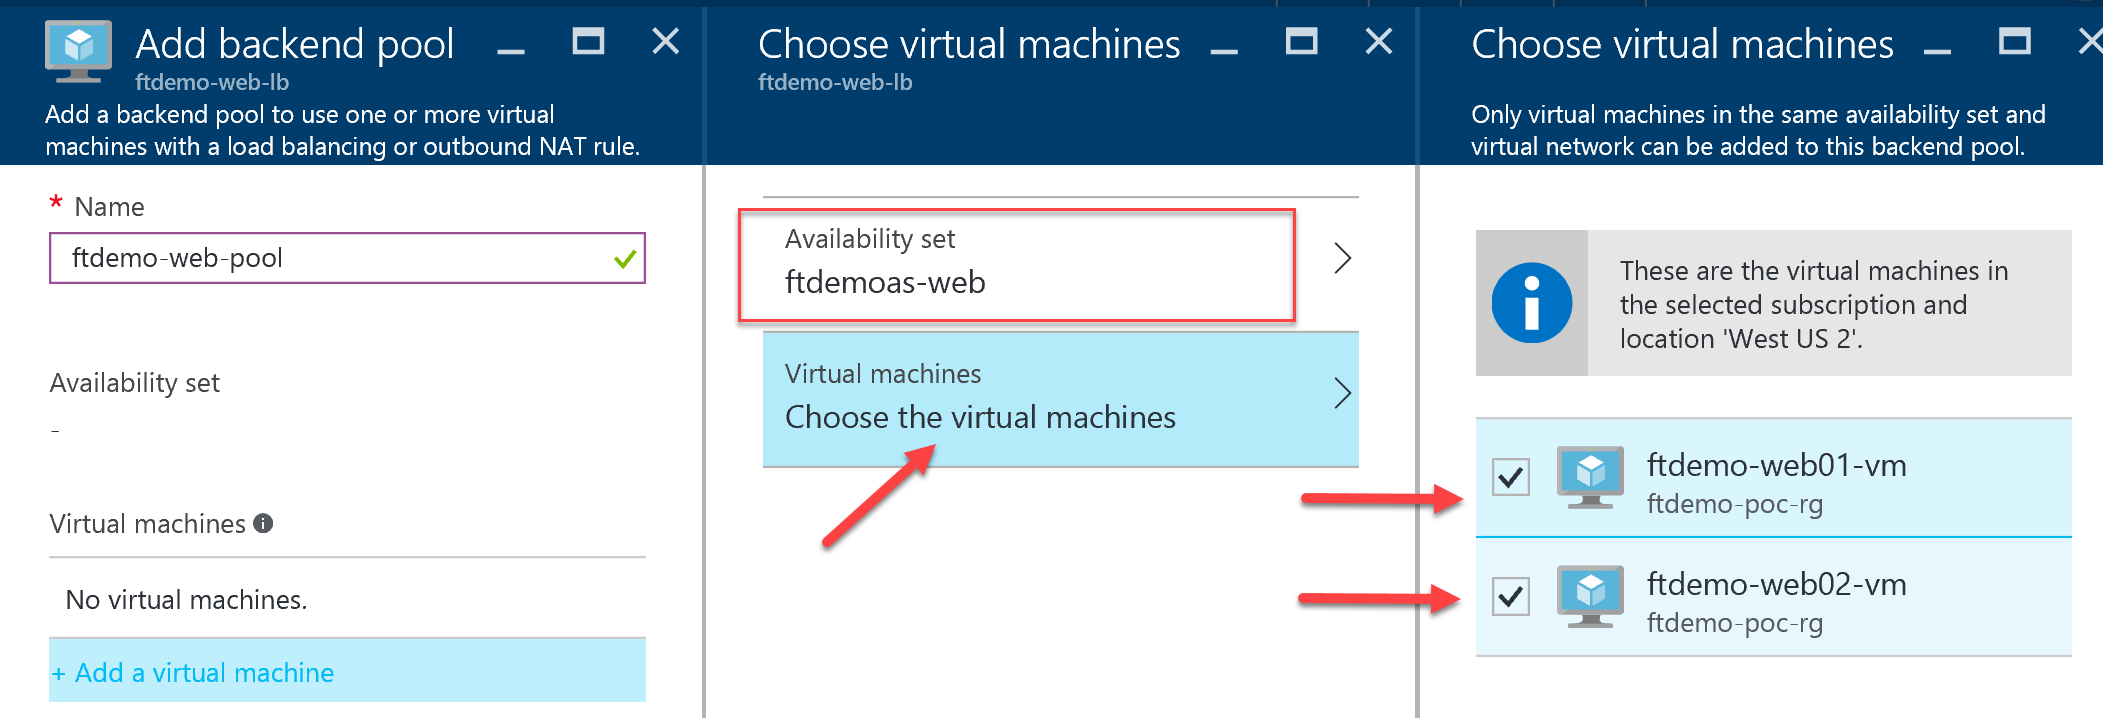 Add backend pool
ftdemo-web-lb
Add a backend pool to use one or more virtual
machines with a load balancing or outbound NAT rule.
* Name
ftdemo-web-pool
Availability set
-
Virtual machines
No virtual machines.
+ Add a virtual machine
Choose virtual machines
ftdemo-web-lb
Availability set
ftdemoas-web
Virtual machines
Choose the virtual machines
Choose virtual machines
Only virtual machines in the same availability set and
virtual network can be added to this backend pool.
These are the virtual machines in
the selected subscription and
location 'West US 2'.
ftdemo-web01-vm
ftdemo-poc-rg
ftdemo-web02-vm
ftdemo-poc-rg